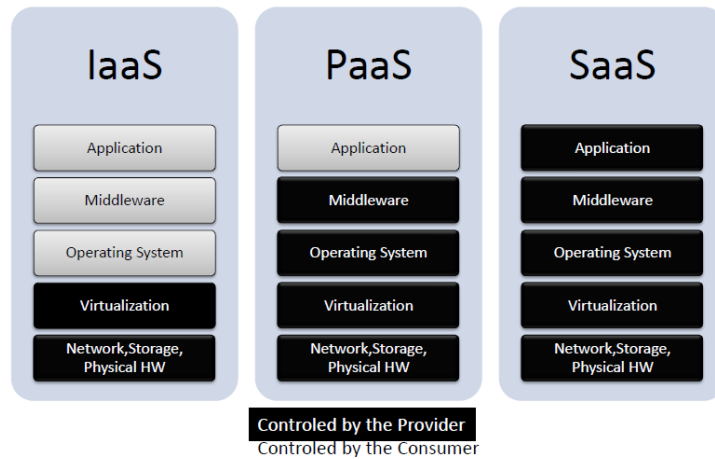 IaaS
Application
Middleware
Operating System
Virtualization
Network,Storage,
Physical HW
PaaS
Application
Middleware
Operating System
Virtualization
Network,Storage,
Physical HW
SaaS
Application
Middleware
Operating System
Virtualization
Network,Storage,
Physical HW
Controled by the Provider
Controled by the Consumer